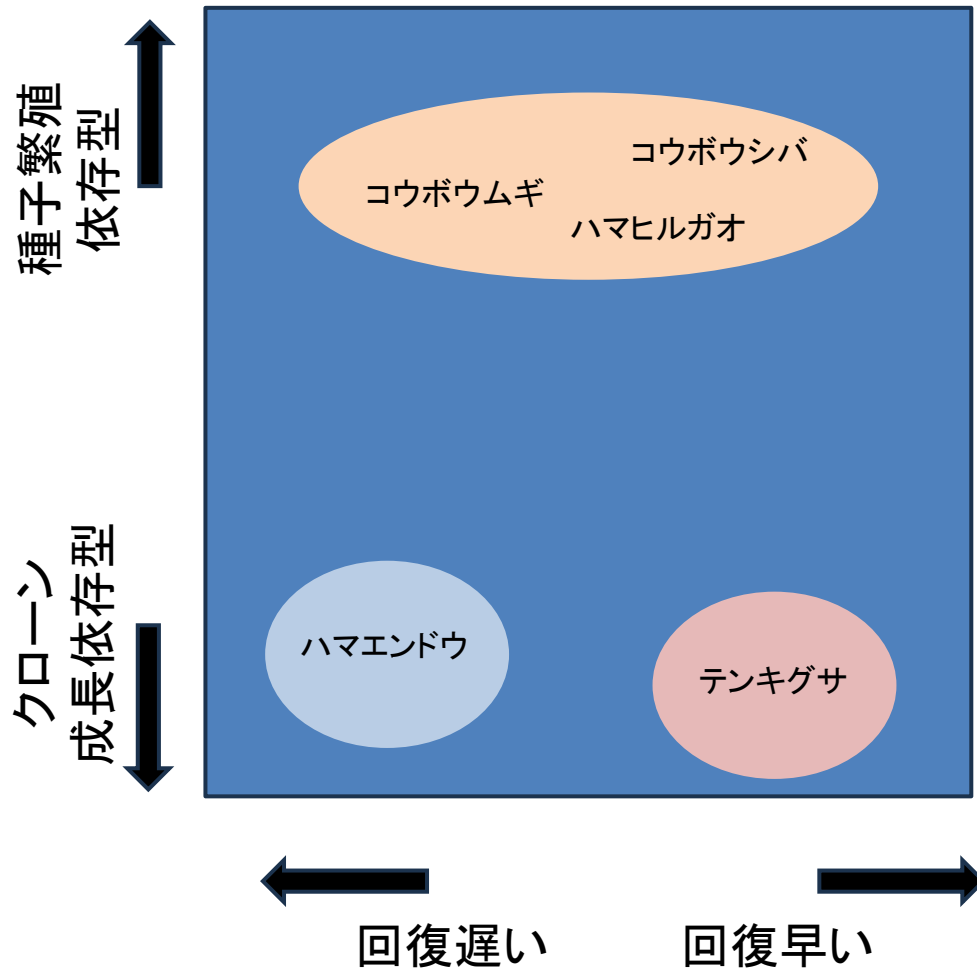 種子繁殖
依存型
コウボウシバ
コウボウムギ
ハマヒルガオ
クローン
成長依存型
ハマエンドウ
テンキグサ
回復遅い
回復早い